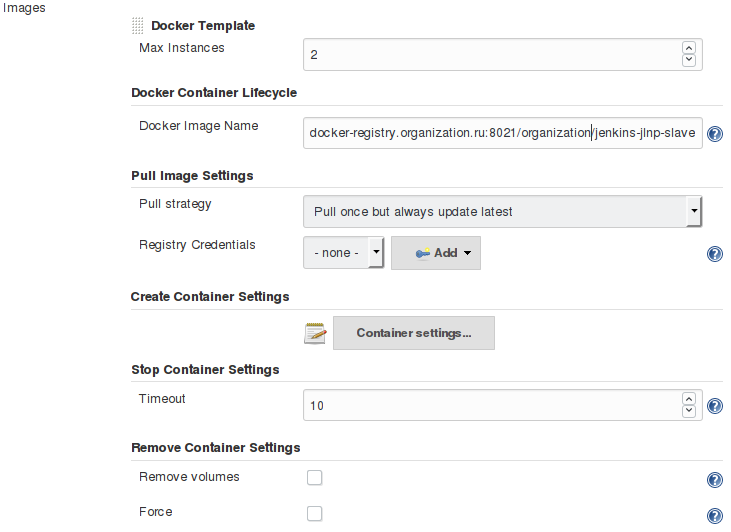 Images
Docker Template
Max Instances
2
Docker Container Lifecycle
Docker Image Name
docker-registry.organization.ru:8021/organization/jenkins-jlnp-slave
Pull Image Settings
Pull strategy
Pull once but always update latest
Registry Credentials
- none -
Add
Create Container Settings
Container settings...
Stop Container Settings
Timeout
10
Remove Container Settings
Remove volumes
Force